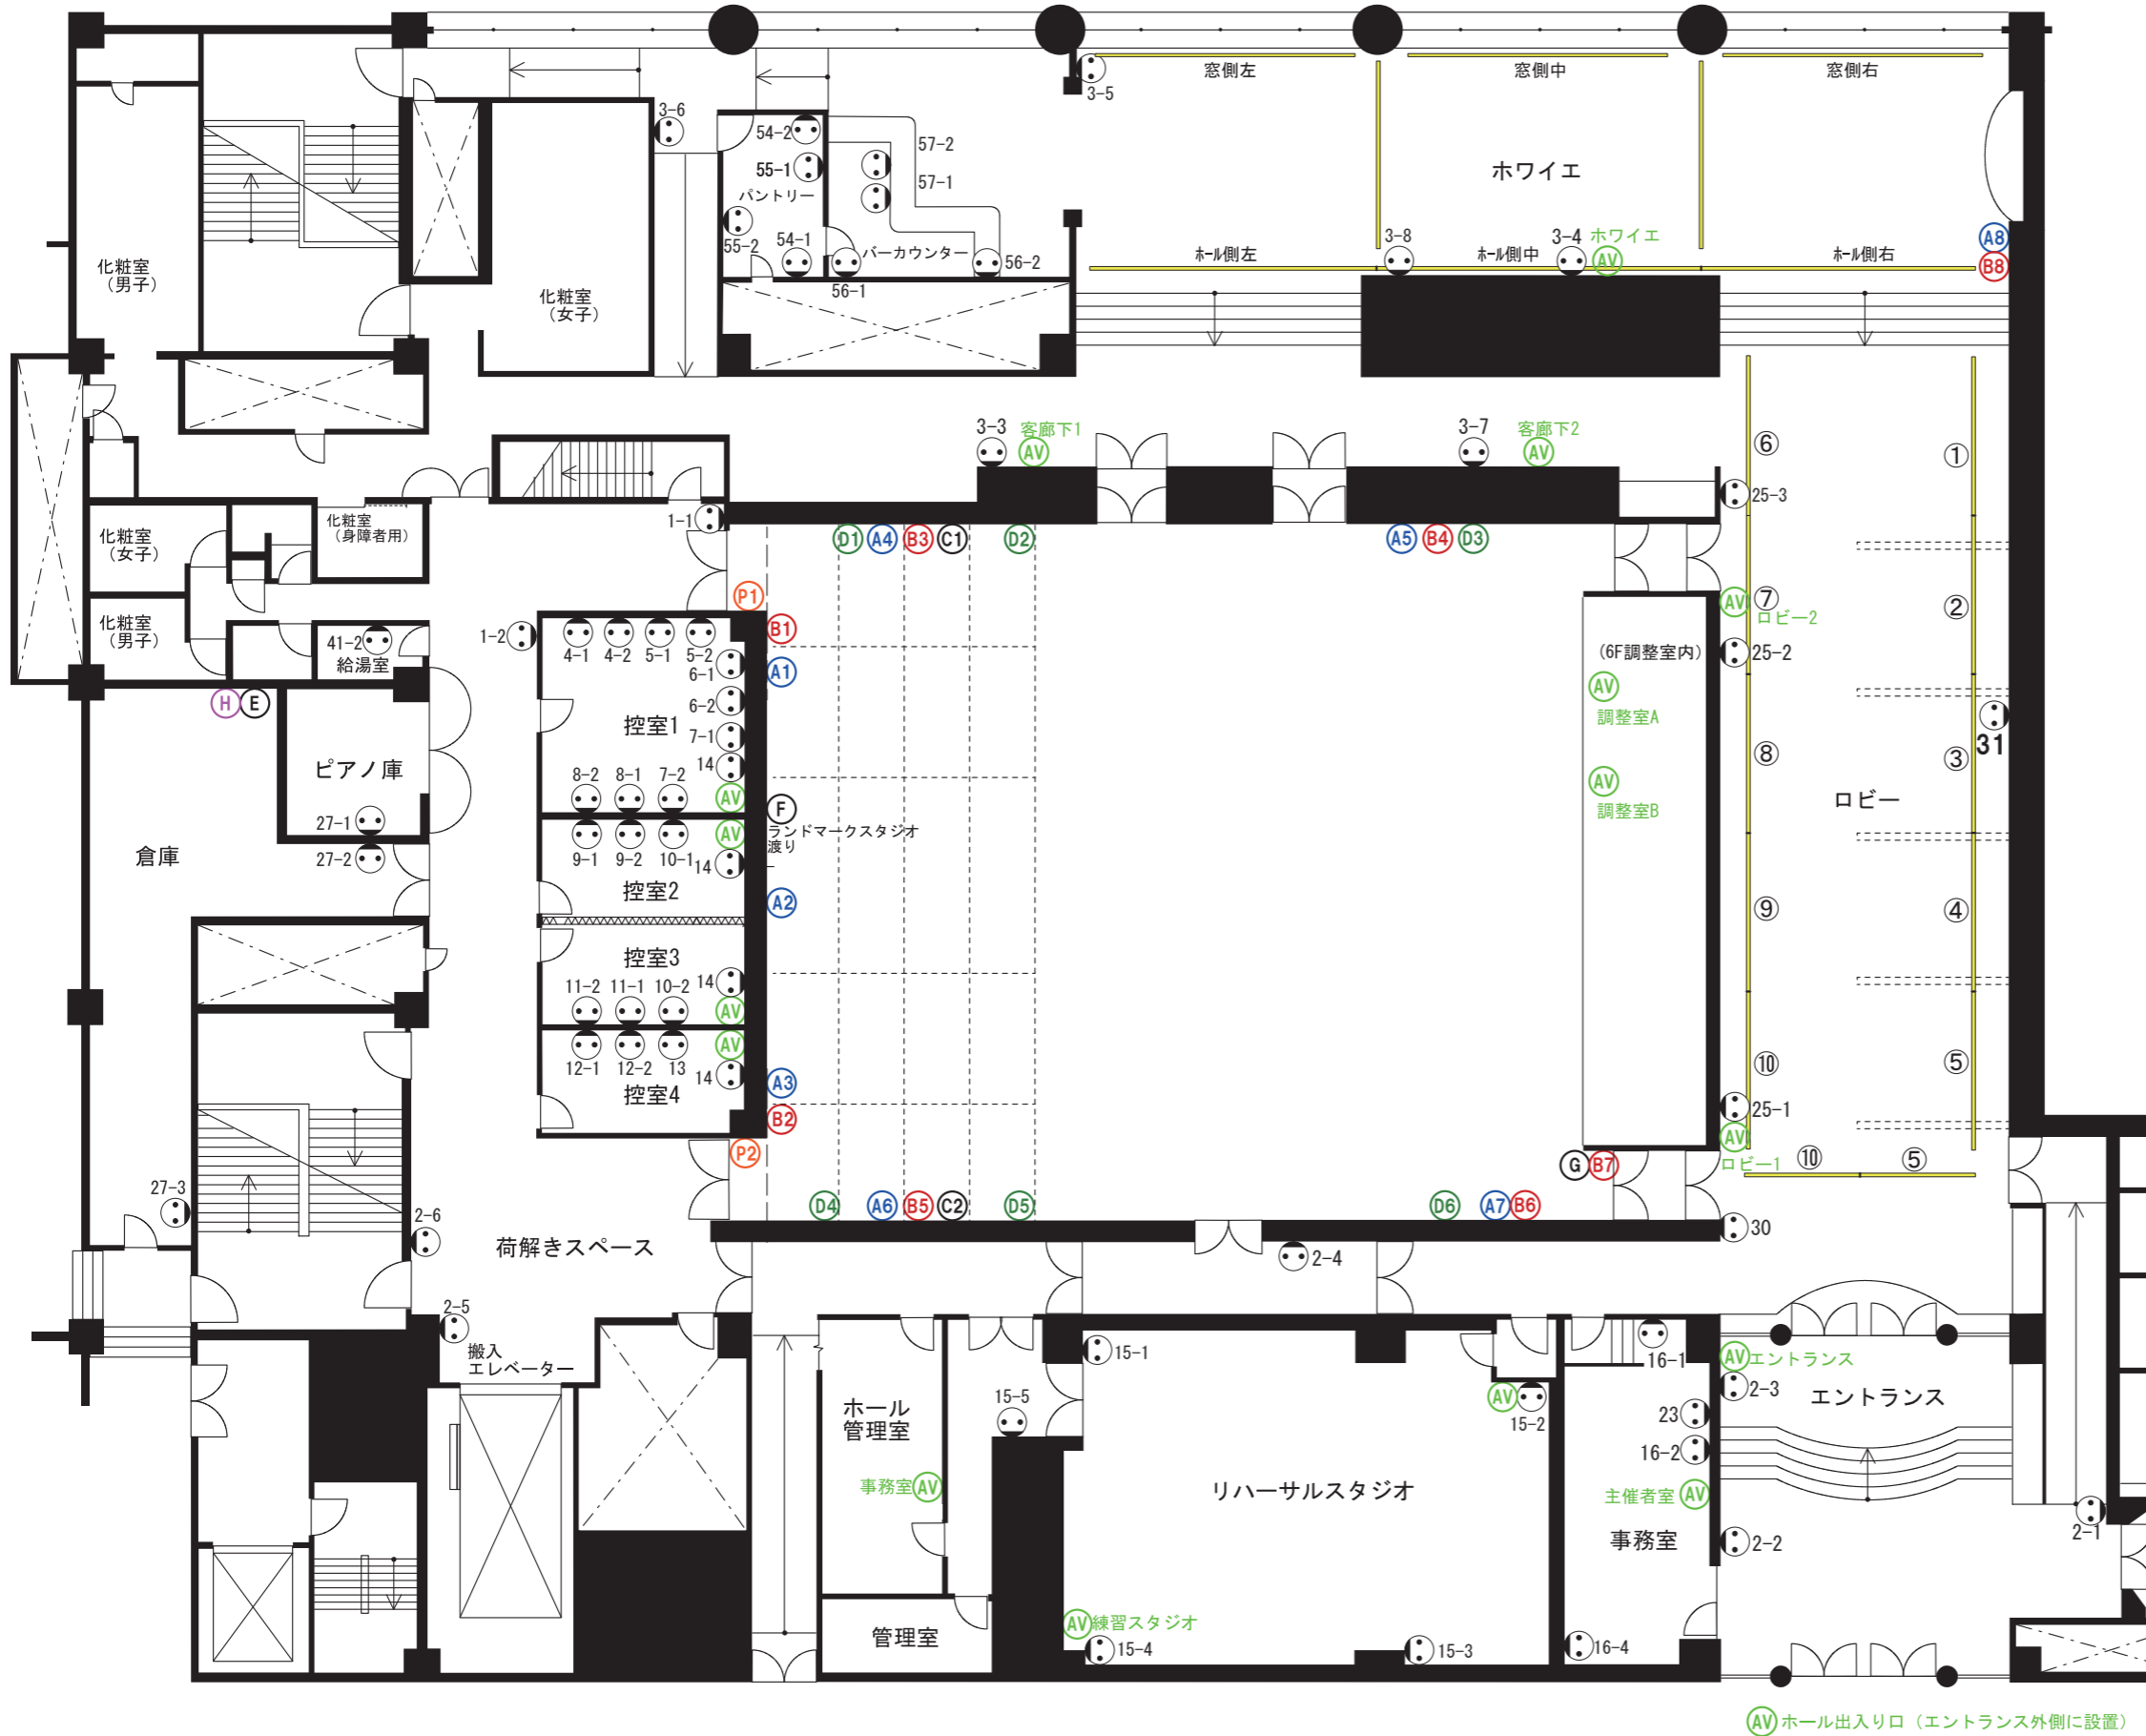 窓側左
窓側中
窓側右
3-5
3-6
54-2
57-2
55-1
57-1
パントリー
ホワイエ
55-2
54-1
バーカウンター
56-2
56-1
化粧室
（男子）
化粧室
（女子）
3-8
3-4
ホワイエ
AV
A8
B8
ホール側左
ホール側中
ホール側右
3-3
客廊下1
AV
3-7
客廊下2
AV
⑥
①
25-3
1-1
化粧室
（女子）
化粧室
（身障者用）
D1
A4
B3
C1
D2
A5
B4
D3
P1
化粧室
（男子）
41-2
給湯室
1-2
4-1
4-2
5-1
5-2
6-1
B1
A1
AV
⑦
ロビー2
②
（6F調整室内）
25-2
H
E
6-2
控室1
7-1
14
AV
調整室A
31
ピアノ庫
8-2
8-1
7-2
AV
AV
調整室B
⑧
③
ロビー
27-1
27-2
倉庫
F
ランドマークスタジオ
渡り
AV
9-1
9-2
10-1
14
控室2
A2
⑨
④
控室3
14
11-2
11-1
10-2
AV
AV
12-1
12-2
13
14
控室4
A3
B2
P2
⑩
⑤
25-1
AV
ロビー1
⑩
⑤
G
B7
27-3
2-6
D4
A6
B5
C2
D5
D6
A7
B6
30
荷解きスペース
2-4
2-5
搬入
エレベーター
15-1
16-1
AV
エントランス
2-3
エントランス
ホール
管理室
15-5
AV
15-2
23
16-2
事務室
AV
リハーサルスタジオ
主催者室
AV
事務室
2-2
2-1
管理室
AV
練習スタジオ
15-4
15-3
16-4
AV
ホール出入り口（エントランス外側に設置）